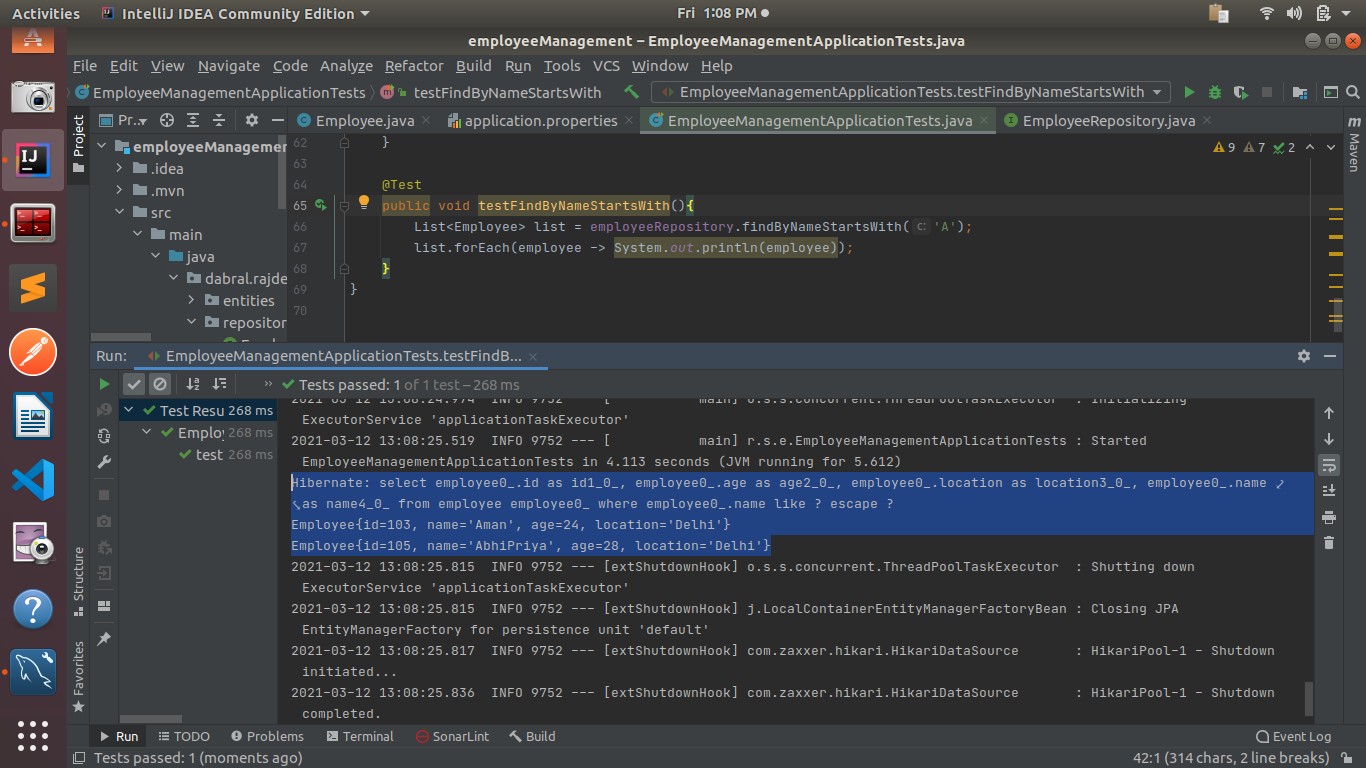 Activities
IntelliJ IDEA Community Edition
Fri 1:08 PM
employeeManagement – EmployeeManagementApplicationTests.java
File Edit View Navigate Code Analyze Refactor Build Run Tools VCS Window Help
EmployeeManagementApplicationTests
testFindByNameStartsWith
EmployeeManagementApplicationTests.testFindByNameStartsWith
Project
Pr...
Employee.java
application.properties
EmployeeManagementApplicationTests.java
EmployeeRepository.java
Maven
employeeManagemen
.idea
.mvn
src
main
java
dabral.rajde
entities
repositor
9 7 2
62 }
63
64 @Test
65 public void testFindByNameStartsWith(){
66 List<Employee> list = employeeRepository.findByNameStartsWith( c: 'A');
67 list.forEach(employee -> System.out.println(employee));
68 }
69 }
70
Run: EmployeeManagementApplicationTests.testFindB...
Tests passed: 1 of 1 test – 268 ms
Test Resu 268 ms
Employ 268 ms
test 268 ms
2021-03-12 13:08:24.974 INFO 9752 --- [ main] o.s.s.concurrent.ThreadPoolTaskExecutor : Initializing
ExecutorService 'applicationTaskExecutor'
2021-03-12 13:08:25.519 INFO 9752 --- [ main] r.s.e.EmployeeManagementApplicationTests : Started
EmployeeManagementApplicationTests in 4.113 seconds (JVM running for 5.612)
Hibernate: select employee0_.id as id1_0_, employee0_.age as age2_0_, employee0_.location as location3_0_, employee0_.name
as name4_0_ from employee employee0_ where employee0_.name like ? escape ?
Employee{id=103, name='Aman', age=24, location='Delhi'}
Employee{id=105, name='AbhiPriya', age=28, location='Delhi'}
2021-03-12 13:08:25.815 INFO 9752 --- [extShutdownHook] o.s.s.concurrent.ThreadPoolTaskExecutor : Shutting down
ExecutorService 'applicationTaskExecutor'
2021-03-12 13:08:25.815 INFO 9752 --- [extShutdownHook] j.LocalContainerEntityManagerFactoryBean : Closing JPA
EntityManagerFactory for persistence unit 'default'
2021-03-12 13:08:25.817 INFO 9752 --- [extShutdownHook] com.zaxxer.hikari.HikariDataSource : HikariPool-1 - Shutdown
initiated...
2021-03-12 13:08:25.836 INFO 9752 --- [extShutdownHook] com.zaxxer.hikari.HikariDataSource : HikariPool-1 - Shutdown
completed.
Structure
Favorites
Run TODO Problems Terminal SonarLint Build
Event Log
Tests passed: 1 (moments ago)
42:1 (314 chars, 2 line breaks)